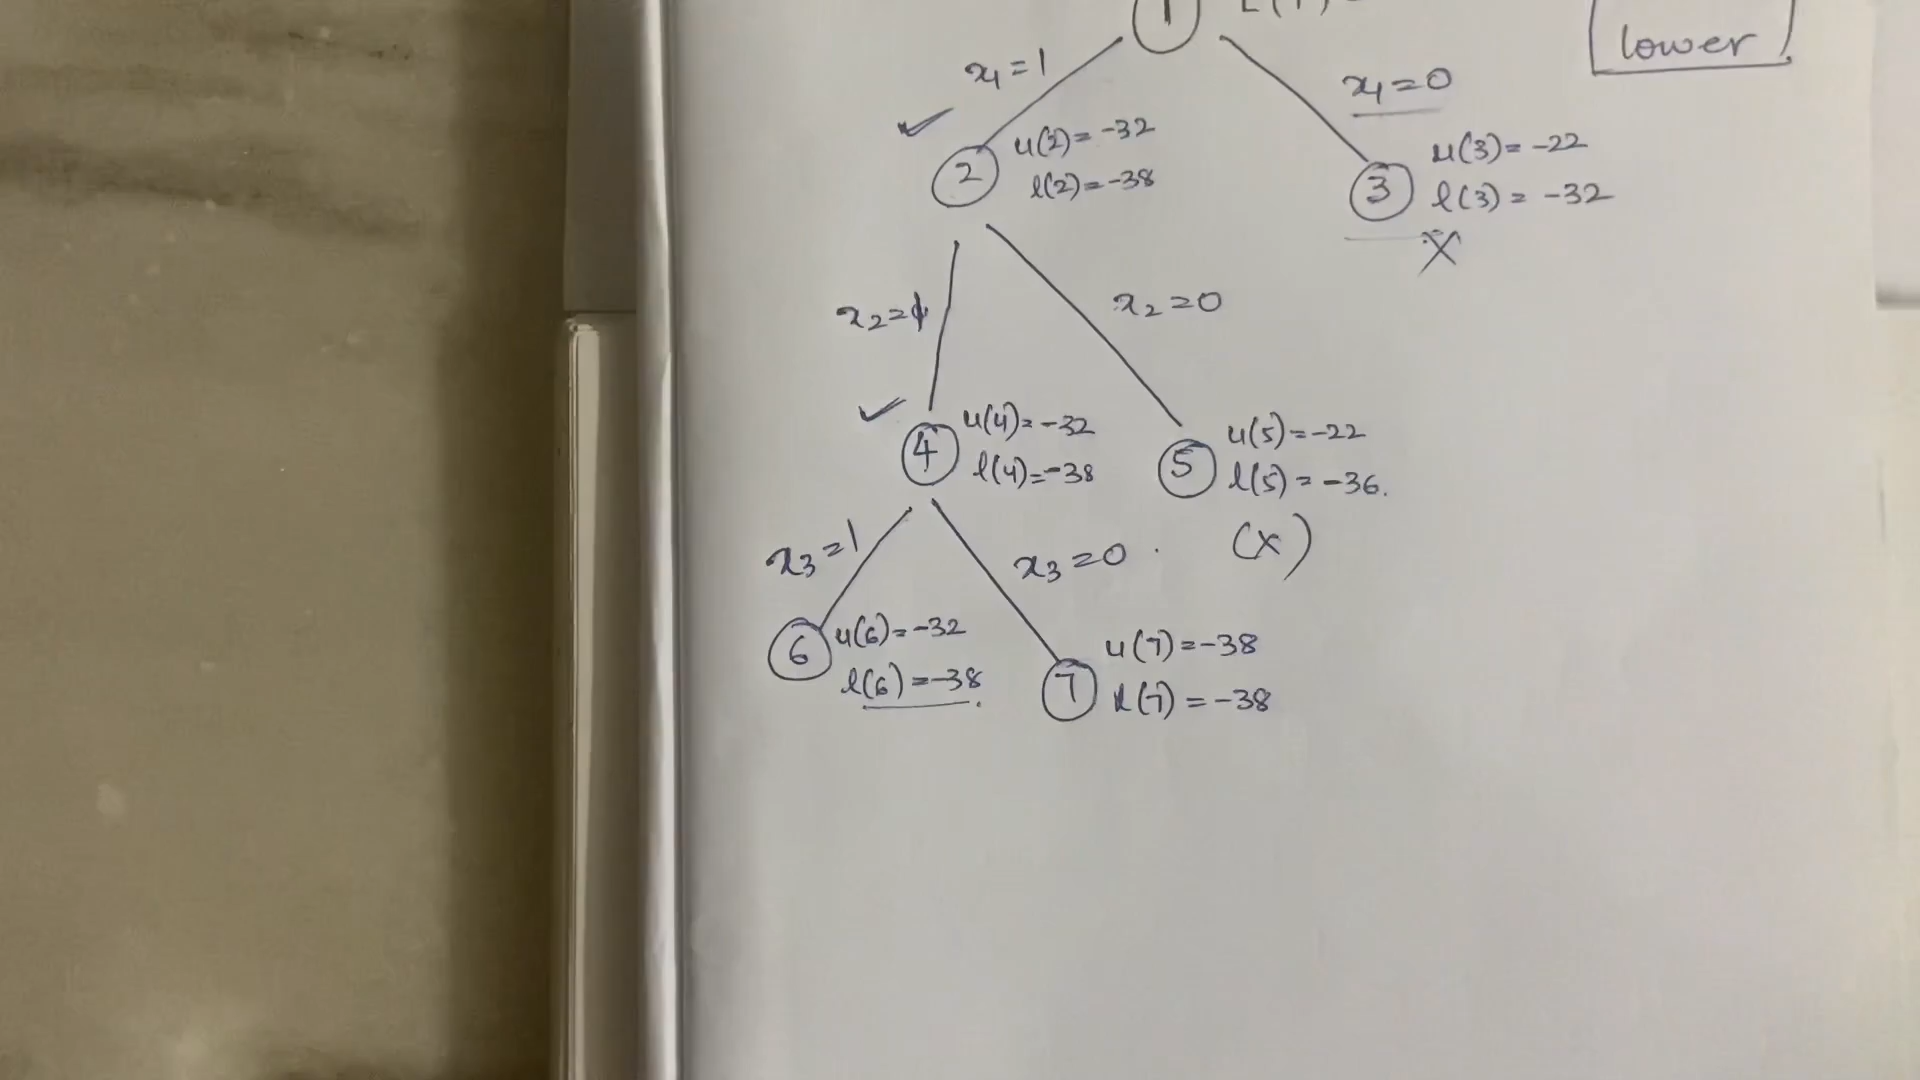 1
lower
x1=1
x1=0
2
u(2)=-32
l(2)=-38
3
u(3)=-22
l(3)=-32
X
x2=1
x2=0
4
u(4)=-32
l(4)=-38
5
u(5)=-22
l(5)=-36.
(x)
x3=1
x3=0
6
u(6)=-32
l(6)=-38.
7
u(7)=-38
l(7)=-38